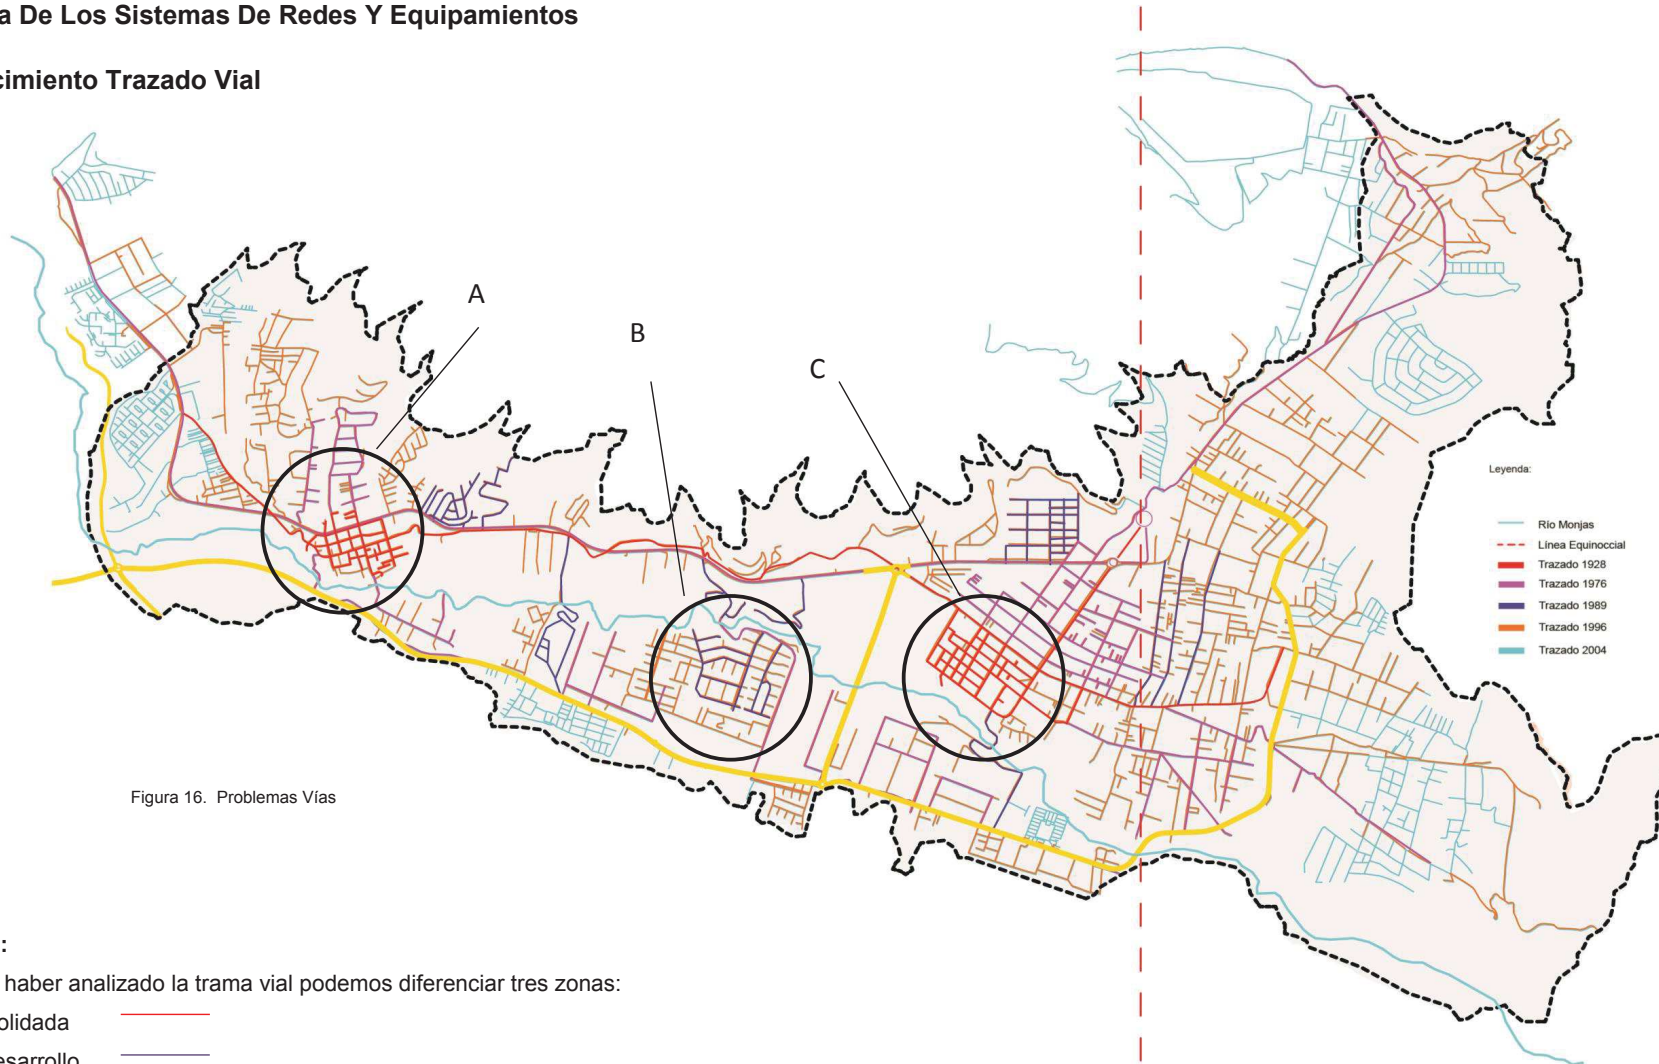 a De Los Sistemas De Redes Y Equipamientos
cimiento Trazado Vial
A
B
C
Leyenda:
Río Monjas
Línea Equinoccial
Trazado 1928
Trazado 1976
Trazado 1989
Trazado 1996
Trazado 2004
Figura 16. Problemas Vías
:
haber analizado la trama vial podemos diferenciar tres zonas:
olidada
esarrollo